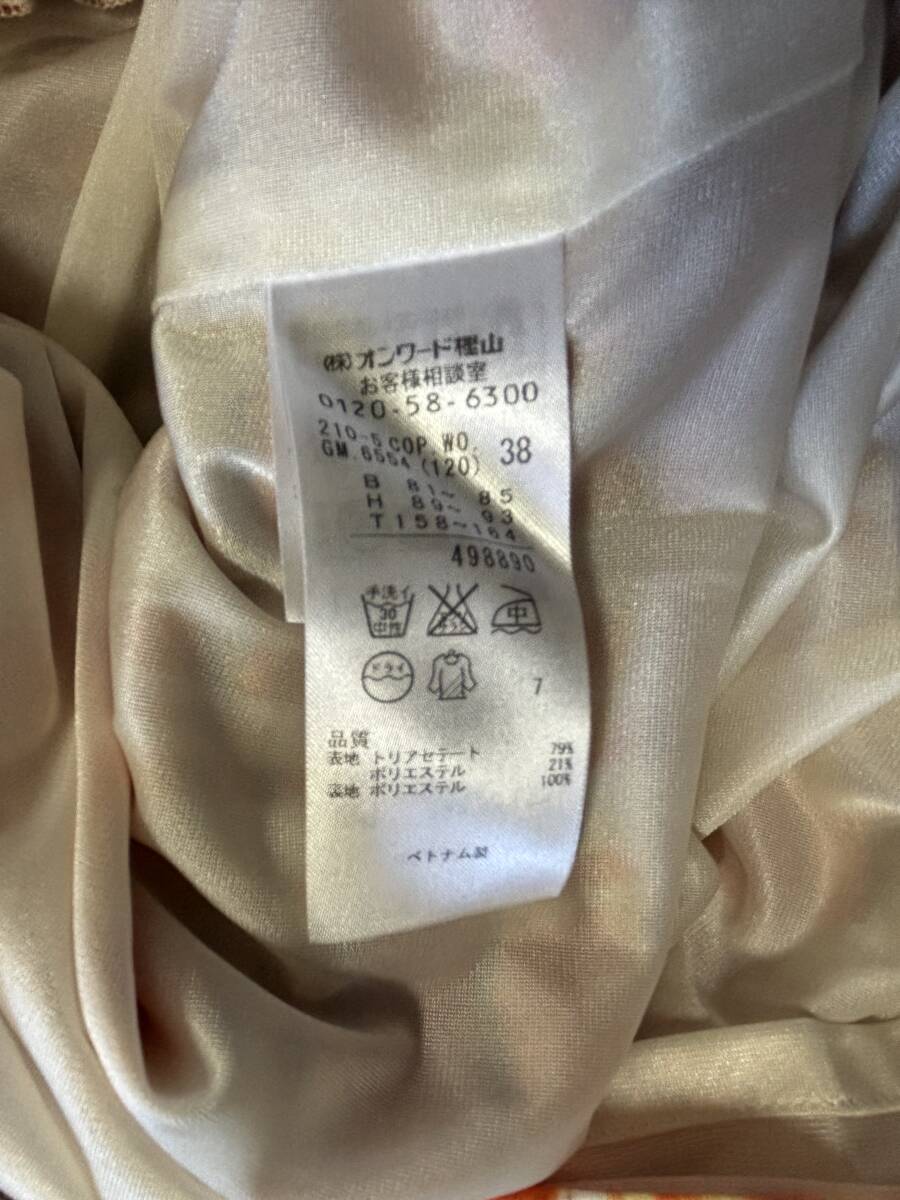 (株)オンワード樫山
お客様相談室
0120-58-6300
210-5 COP. WO. 38
GM. 6554 (120)
B 81~ 85
H 89~ 93
T 158~164
498890
手洗イ
30
中性
中
ドライ
7
品質
表地 トリアセテート 79%
ポリエステル 21%
裏地 ポリエステル 100%
ベトナム製